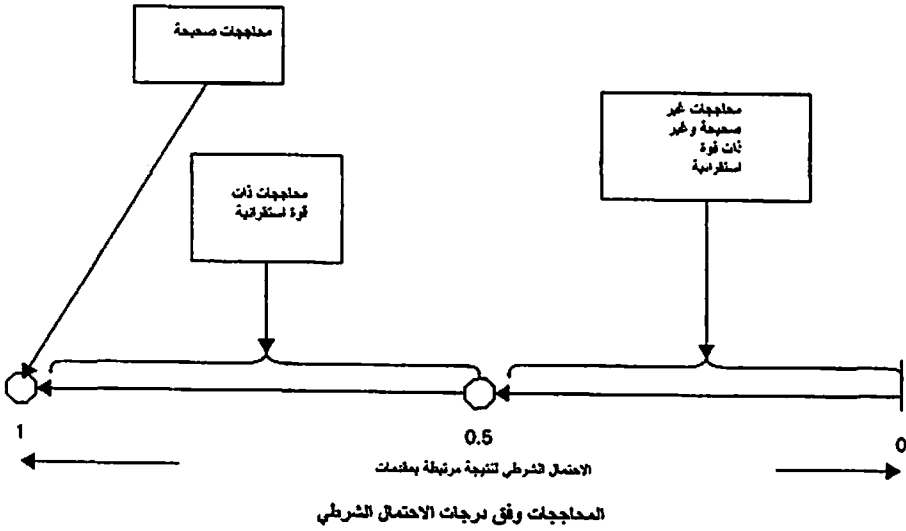 محاججات صحيحة
محاججات غير
صحيحة وغير
ذات قوة
استقرائية
محاججات ذات
قوة استقرائية
1
0.5
0
الاحتمال الشرطي لنتيجة مرتبطة بمقدمات
المحاججات وفق درجات الاحتمال الشرطي